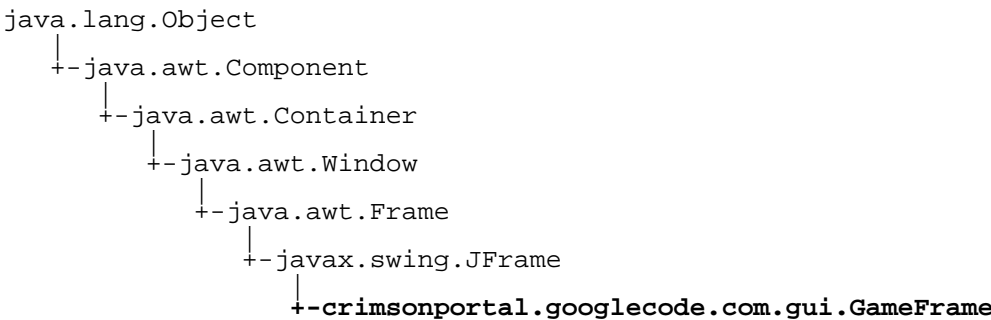 java.lang.Object
|
+-java.awt.Component
|
+-java.awt.Container
|
+-java.awt.Window
|
+-java.awt.Frame
|
+-javax.swing.JFrame
|
+-crimsonportal.googlecode.com.gui.GameFrame